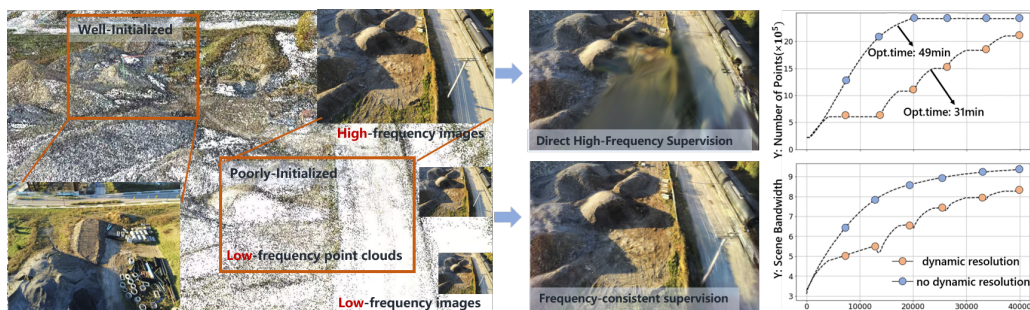 Well-Initialized
High-frequency images
Poorly-Initialized
Low-frequency point clouds
Low-frequency images
Direct High-Frequency Supervision
Frequency-consistent supervision
Y: Number of Points(×10⁵)
20
15
10
5
0
Opt.time: 49min
Opt.time: 31min
Y: Scene Bandwidth
9
8
7
6
5
4
3
dynamic resolution
no dynamic resolution
0
10000
20000
30000
40000